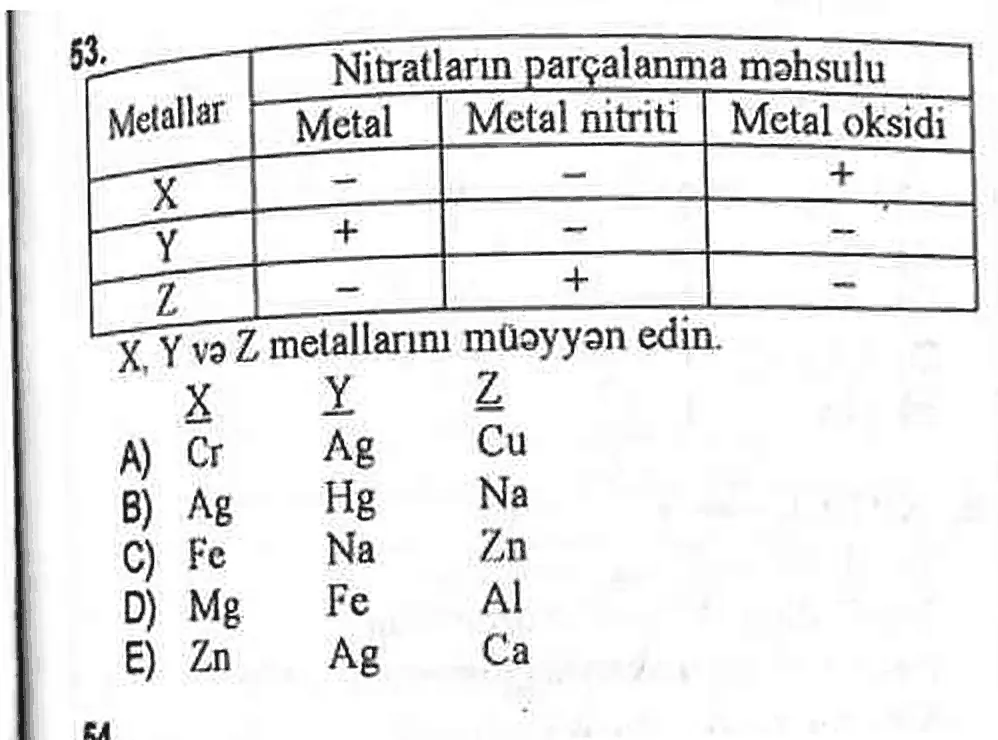 53.
Nitratların parçalanma məhsulu
Metallar Metal Metal nitriti Metal oksidi
X – – +
Y + – –
Z – + –
X, Y və Z metallarını müəyyən edin.
X Y Z
A) Cr Ag Cu
B) Ag Hg Na
C) Fe Na Zn
D) Mg Fe Al
E) Zn Ag Ca
54